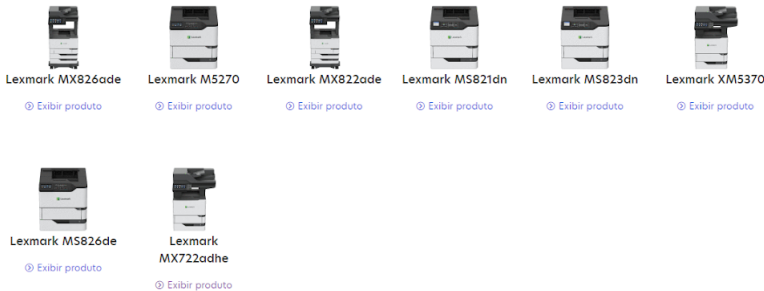 Lexmark MX826ade
Lexmark M5270
Lexmark MX822ade
Lexmark MS821dn
Lexmark MS823dn
Lexmark XM5370
Exibir produto
Exibir produto
Exibir produto
Exibir produto
Exibir produto
Exibir produto
Lexmark MS826de
Lexmark
MX722adhe
Exibir produto
Exibir produto